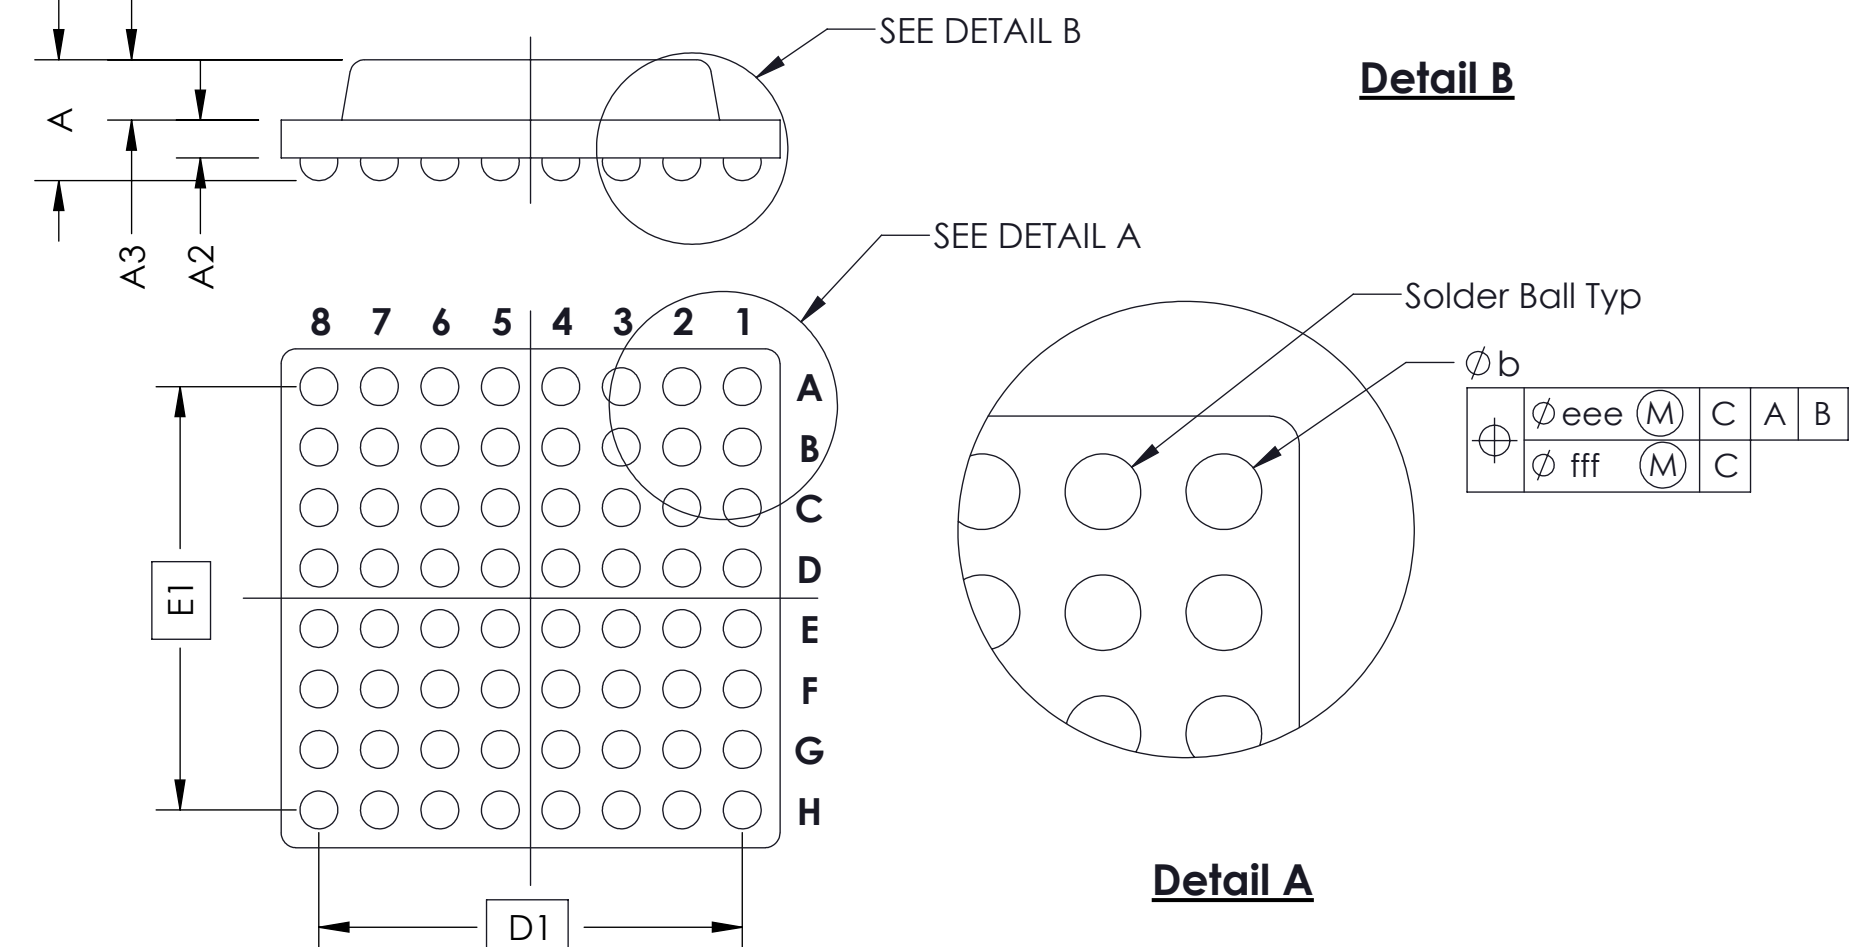 SEE DETAIL B
Detail B
A
A3
A2
SEE DETAIL A
Solder Ball Typ
8 7 6 5 4 3 2 1
∅ b
∅ eee Ⓜ C A B
∅ fff Ⓜ C
A
B
C
D
E
F
G
H
E1
Detail A
D1